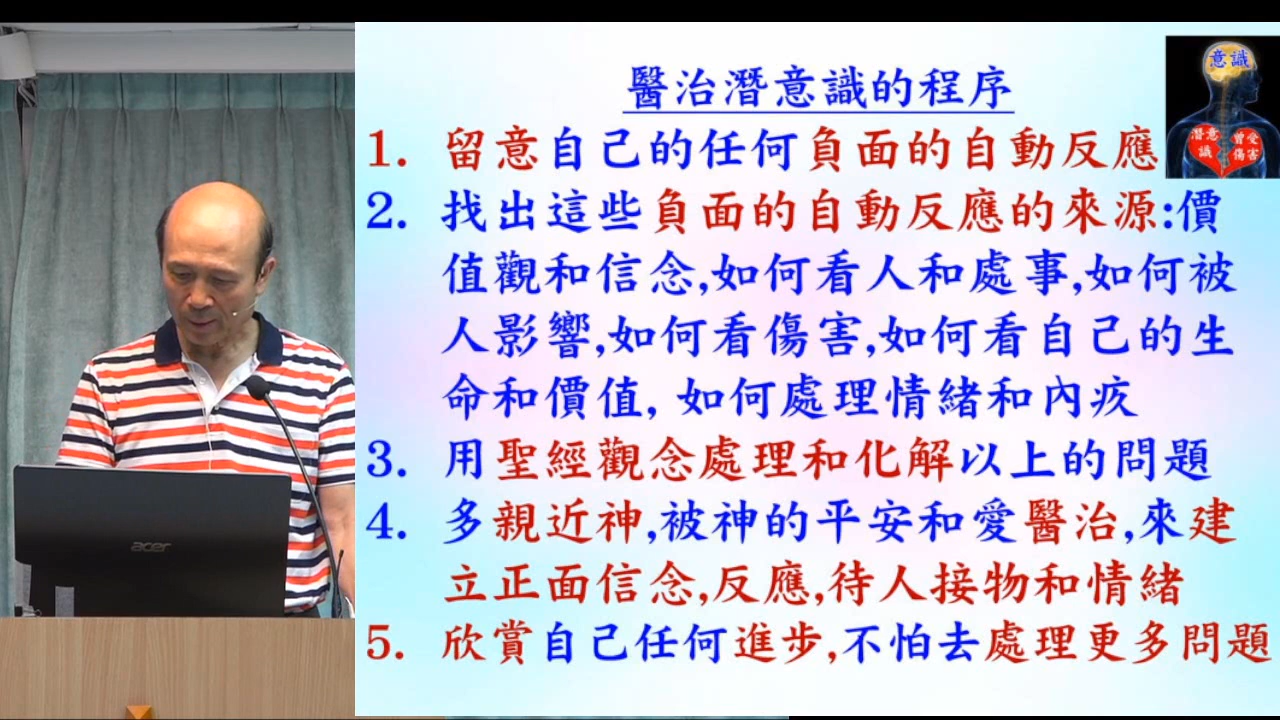 醫治潛意識的程序
1. 留意自己的任何負面的自動反應
2. 找出這些負面的自動反應的來源:價
值觀和信念,如何看人和處事,如何被
人影響,如何看傷害,如何看自己的生
命和價值, 如何處理情緒和內疚
3. 用聖經觀念處理和化解以上的問題
4. 多親近神,被神的平安和愛醫治,來建
立正面信念,反應,待人接物和情緒
5. 欣賞自己任何進步,不怕去處理更多問題
意識
潛意
識
曾受
傷害
acer